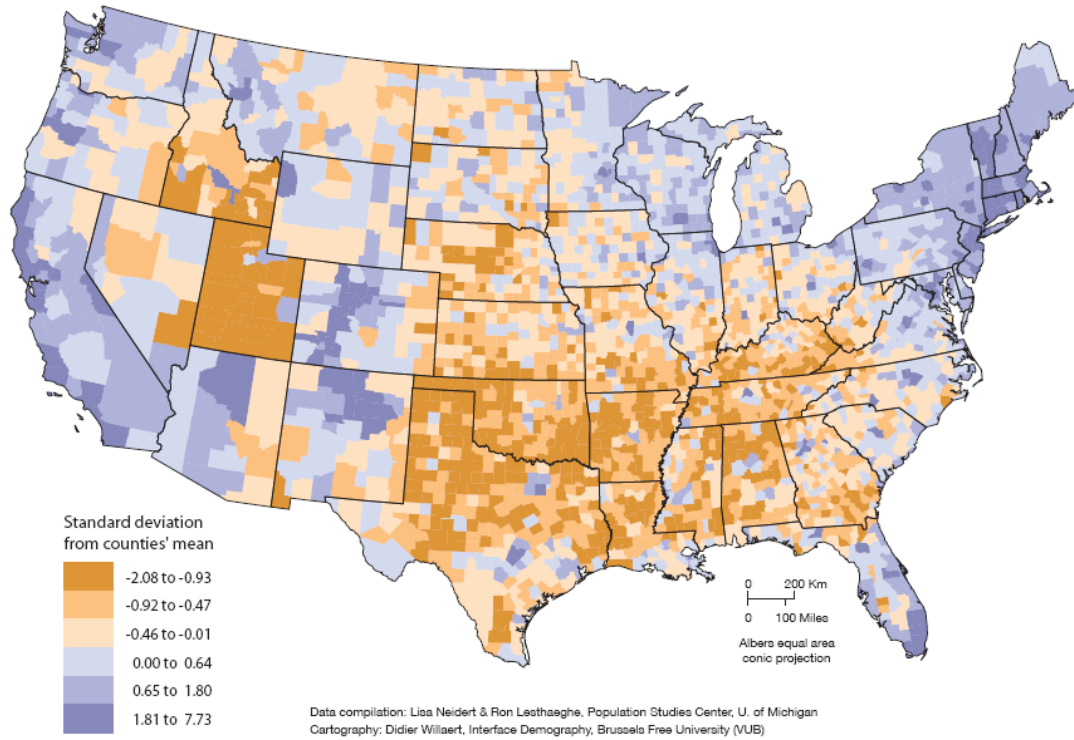 Standard deviation
from counties' mean
-2.08 to -0.93
-0.92 to -0.47
-0.46 to -0.01
0.00 to 0.64
0.65 to 1.80
1.81 to 7.73
0 200 Km
0 100 Miles
Albers equal area
conic projection
Data compilation: Lisa Neidert & Ron Lesthaeghe, Population Studies Center, U. of Michigan
Cartography: Didier Willaert, Interface Demography, Brussels Free University (VUB)